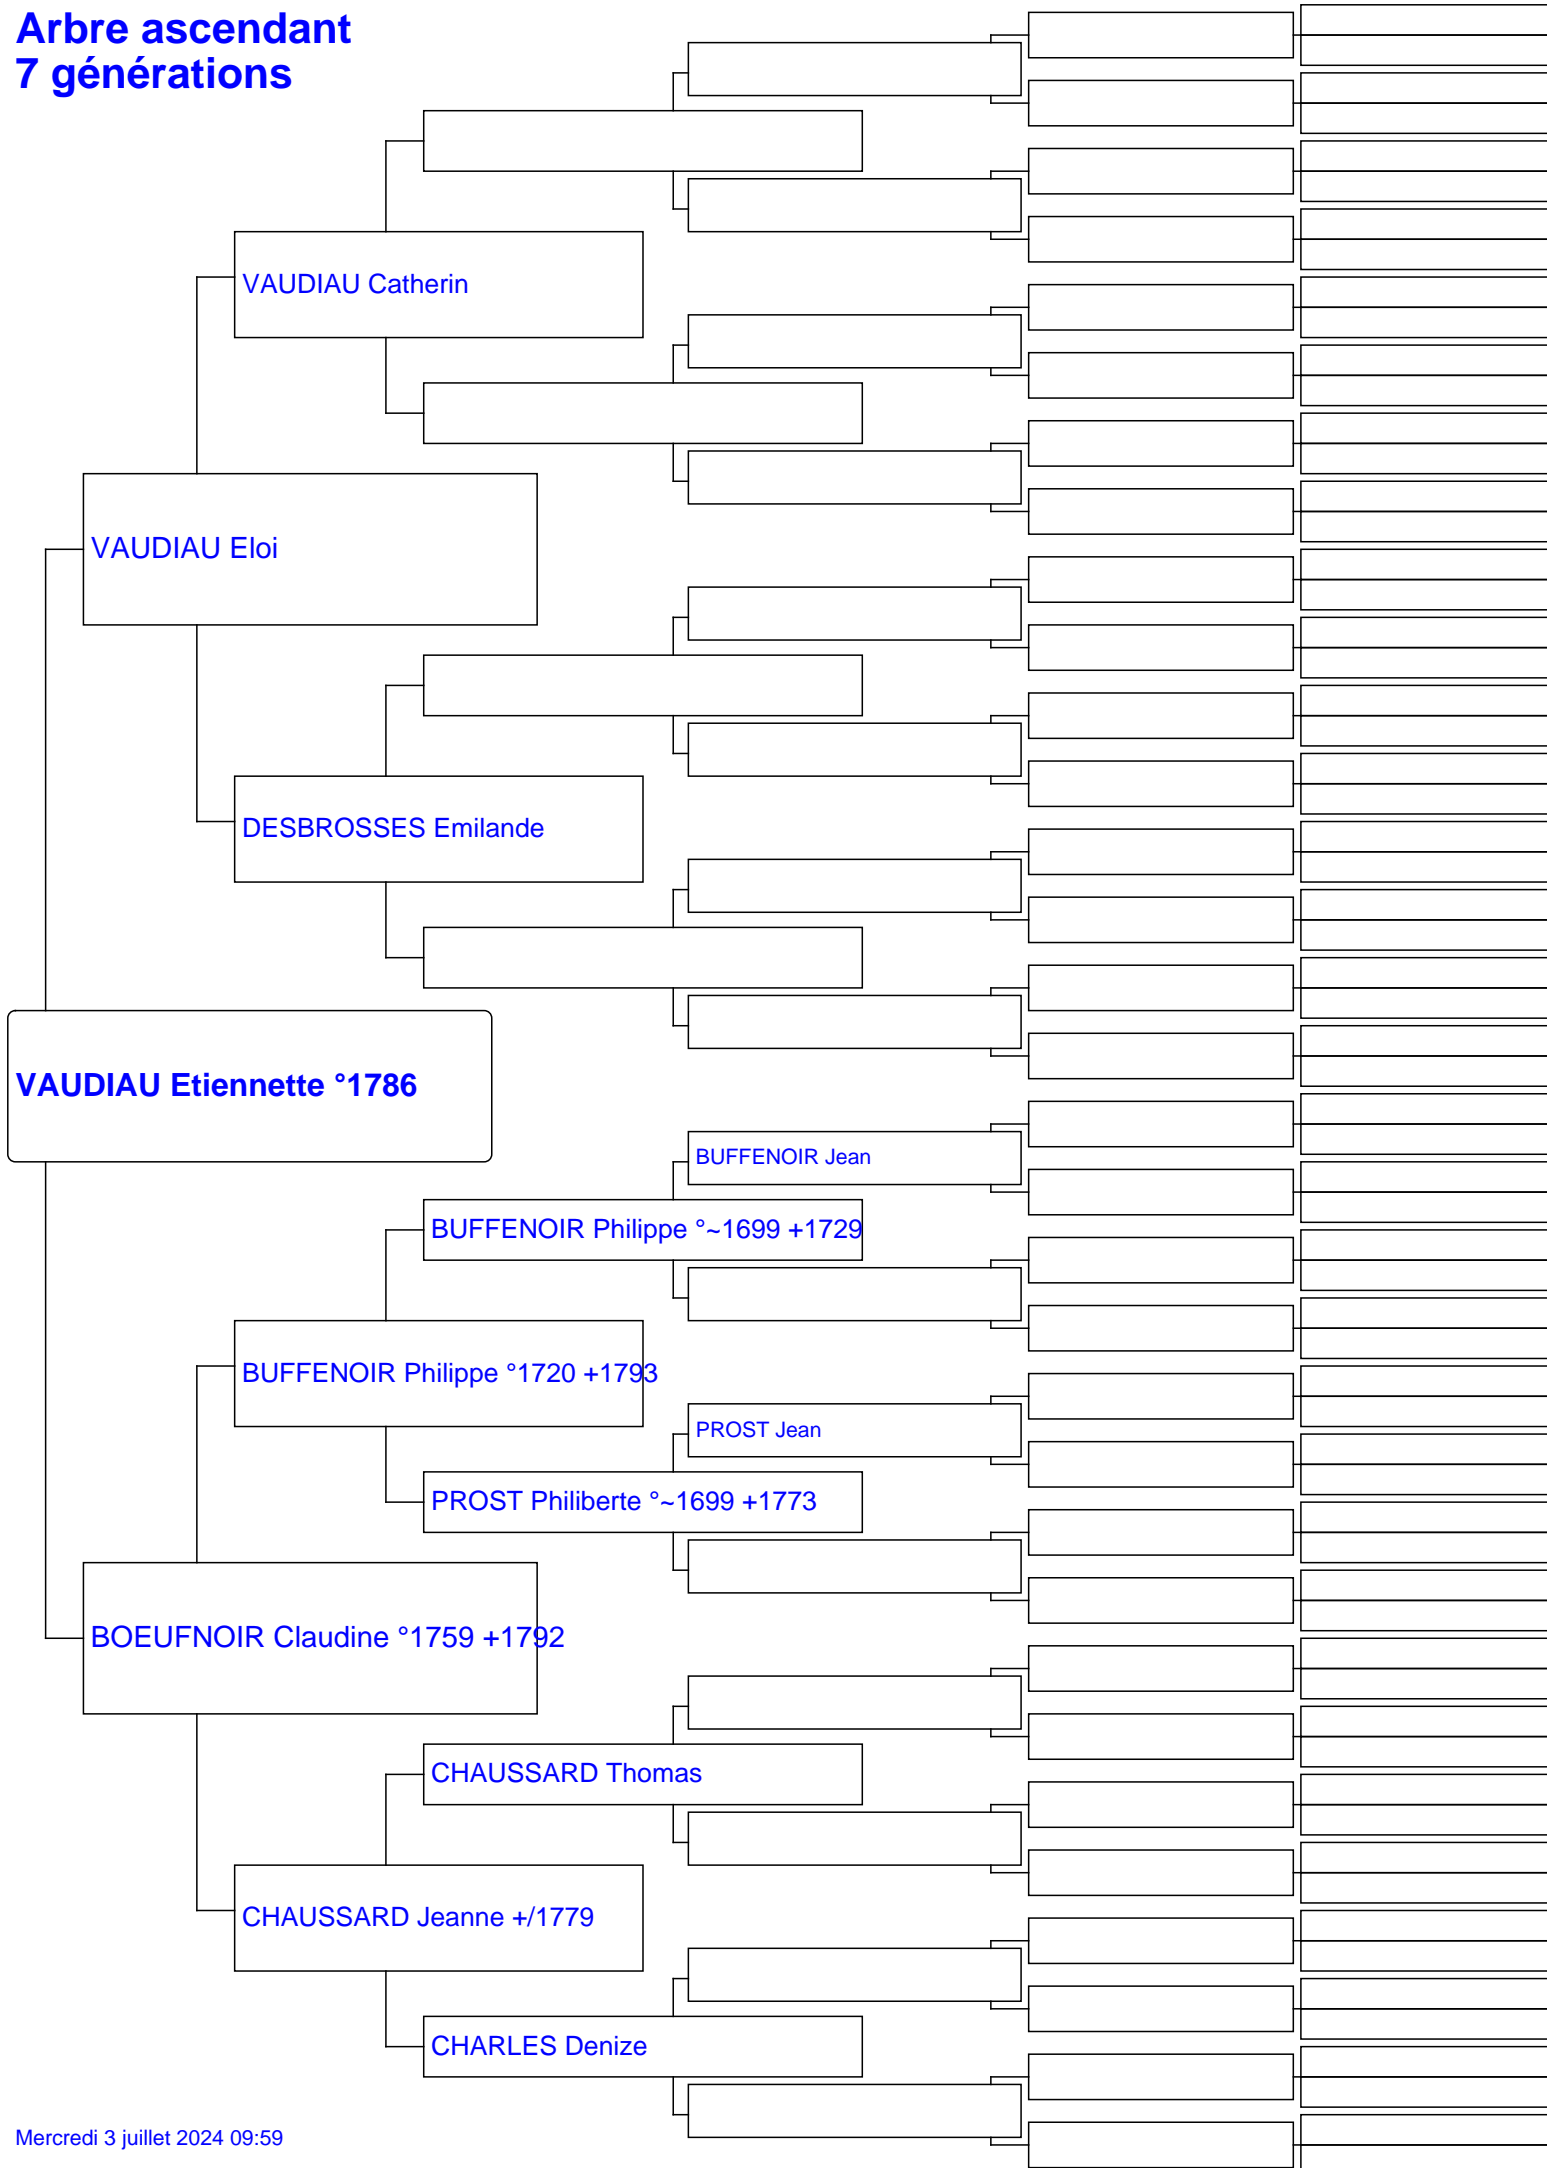 Arbre ascendant
7 générations
VAUDIAU Catherin
VAUDIAU Eloi
DESBROSSES Emilande
VAUDIAU Etiennette °1786
BUFFENOIR Jean
BUFFENOIR Philippe °~1699 +1729
BUFFENOIR Philippe °1720 +1793
PROST Jean
PROST Philiberte °~1699 +1773
BOEUFNOIR Claudine °1759 +1792
CHAUSSARD Thomas
CHAUSSARD Jeanne +/1779
CHARLES Denize
Mercredi 3 juillet 2024 09:59